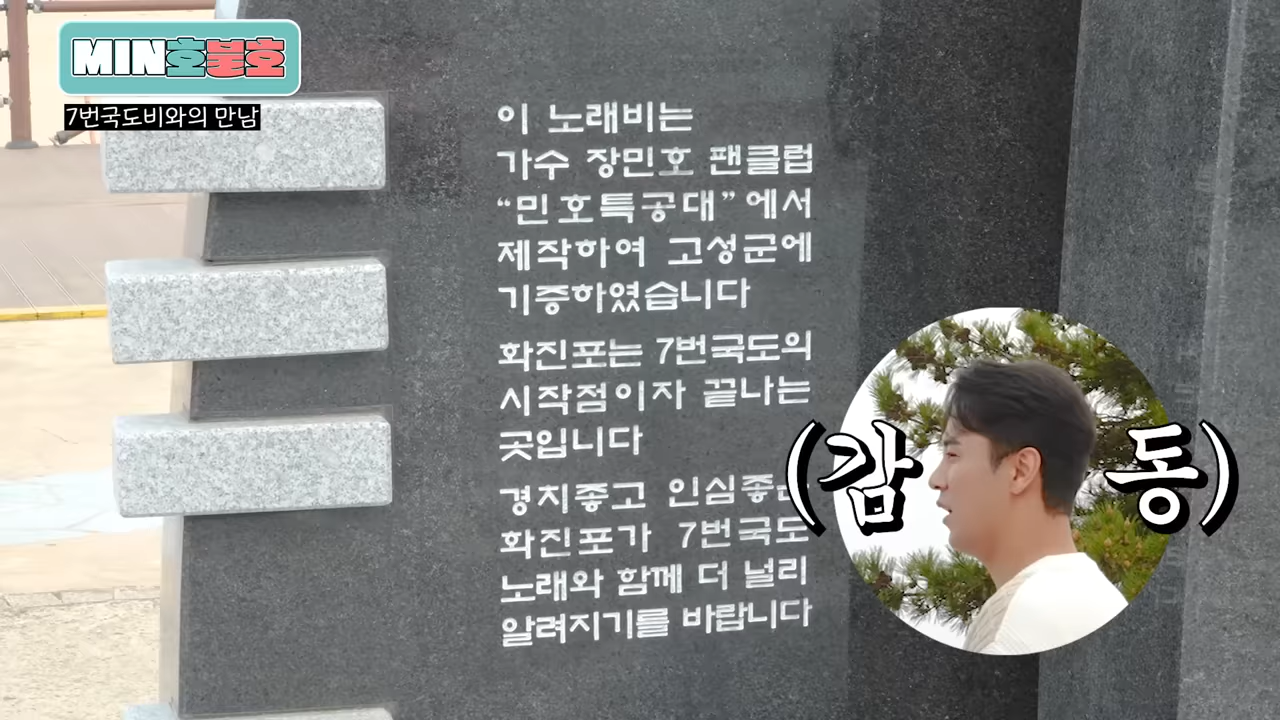 MIN호불호
7번국도비와의 만남
이 노래비는
가수 장민호 팬클럽
“민호특공대”에서
제작하여 고성군에
기증하였습니다
화진포는 7번국도의
시작점이자 끝나는
곳입니다
경치좋고 인심좋은
화진포가 7번국도
노래와 함께 더 널리
알려지기를 바랍니다
(감동)